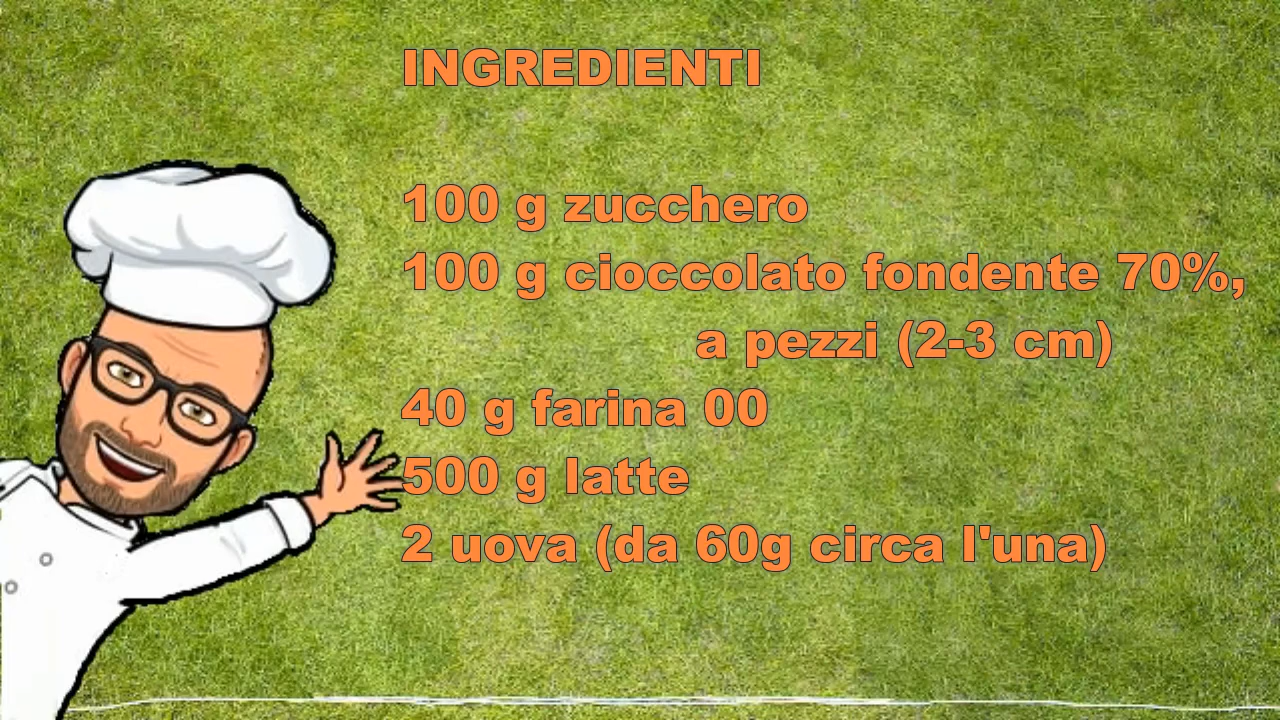 INGREDIENTI
100 g zucchero
100 g cioccolato fondente 70%,
a pezzi (2-3 cm)
40 g farina 00
500 g latte
2 uova (da 60g circa l'una)